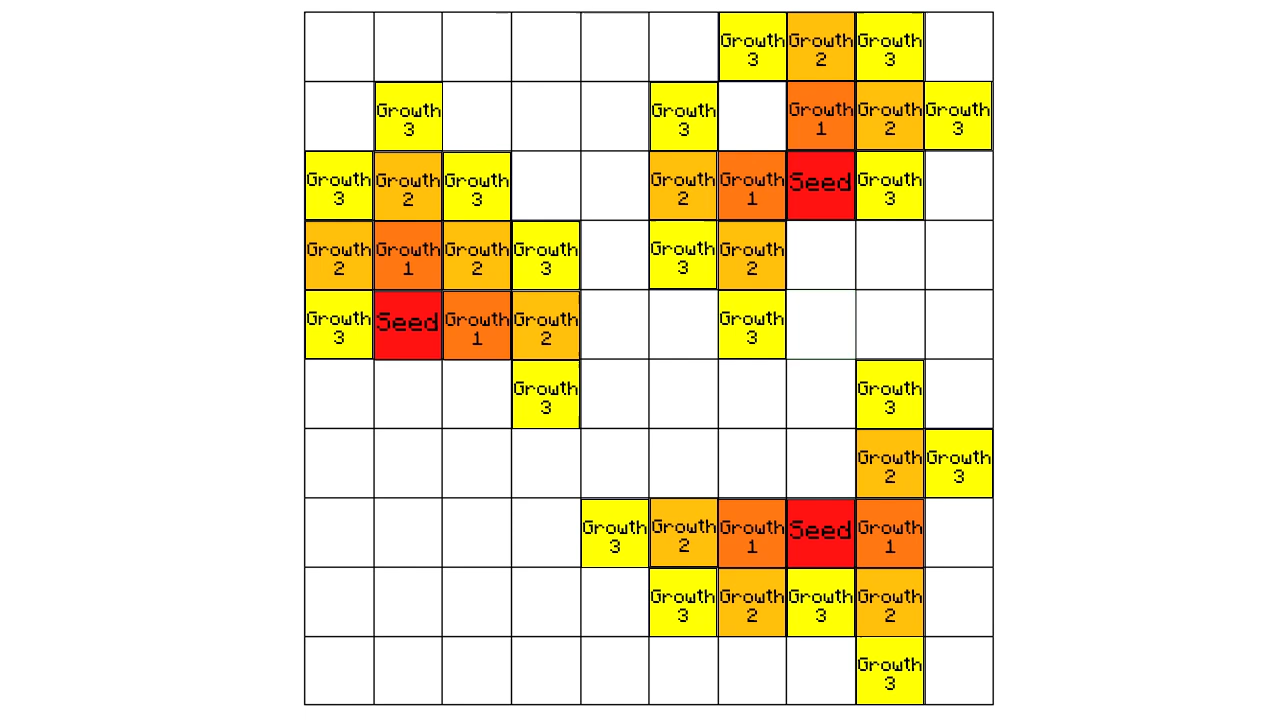 Growth 3 Growth 2 Growth 3
Growth 3 Growth 3 Growth 1 Growth 2 Growth 3
Growth 3 Growth 2 Growth 3 Growth 2 Growth 1 Seed Growth 3
Growth 2 Growth 1 Growth 2 Growth 3 Growth 3 Growth 2
Growth 3 Seed Growth 1 Growth 2 Growth 3
Growth 3 Growth 3
Growth 2 Growth 3
Growth 3 Growth 2 Growth 1 Seed Growth 1
Growth 3 Growth 2 Growth 3 Growth 2
Growth 3